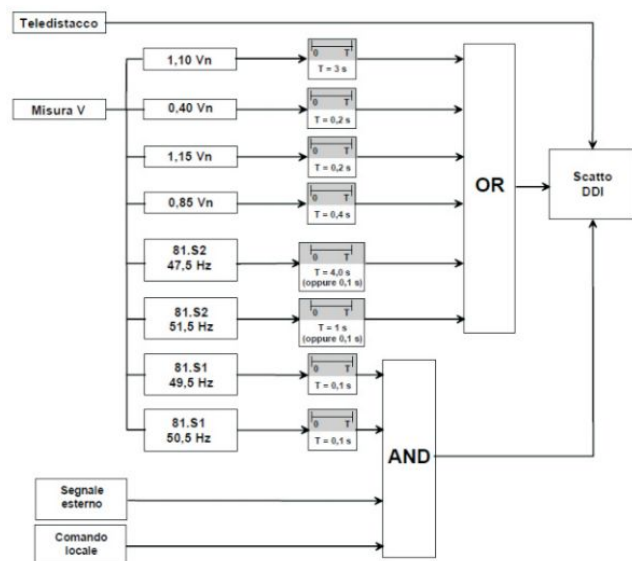 Teledistacco
Misura V
1,10 Vn
0 T
T = 3 s
0,40 Vn
0 T
T = 0,2 s
1,15 Vn
0 T
T = 0,2 s
0,85 Vn
0 T
T = 0,4 s
81.S2
47,5 Hz
0 T
T = 4,0 s
(oppure 0,1 s)
81.S2
51,5 Hz
0 T
T = 1 s
(oppure 0,1 s)
81.S1
49,5 Hz
0 T
T = 0,1 s
81.S1
50,5 Hz
0 T
T = 0,1 s
OR
Scatto
DDI
AND
Segnale
esterno
Comando
locale